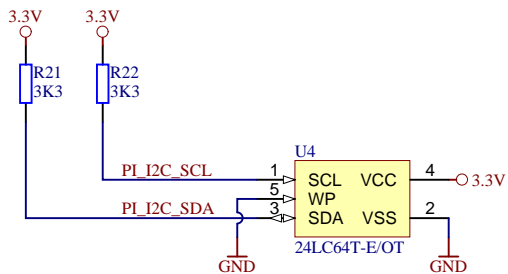 3.3V 3.3V
R21 R22
3K3 3K3
U4
PI_I2C_SCL 1 SCL VCC 4 3.3V
5 WP
PI_I2C_SDA 3 SDA VSS 2
24LC64T-E/OT
GND GND